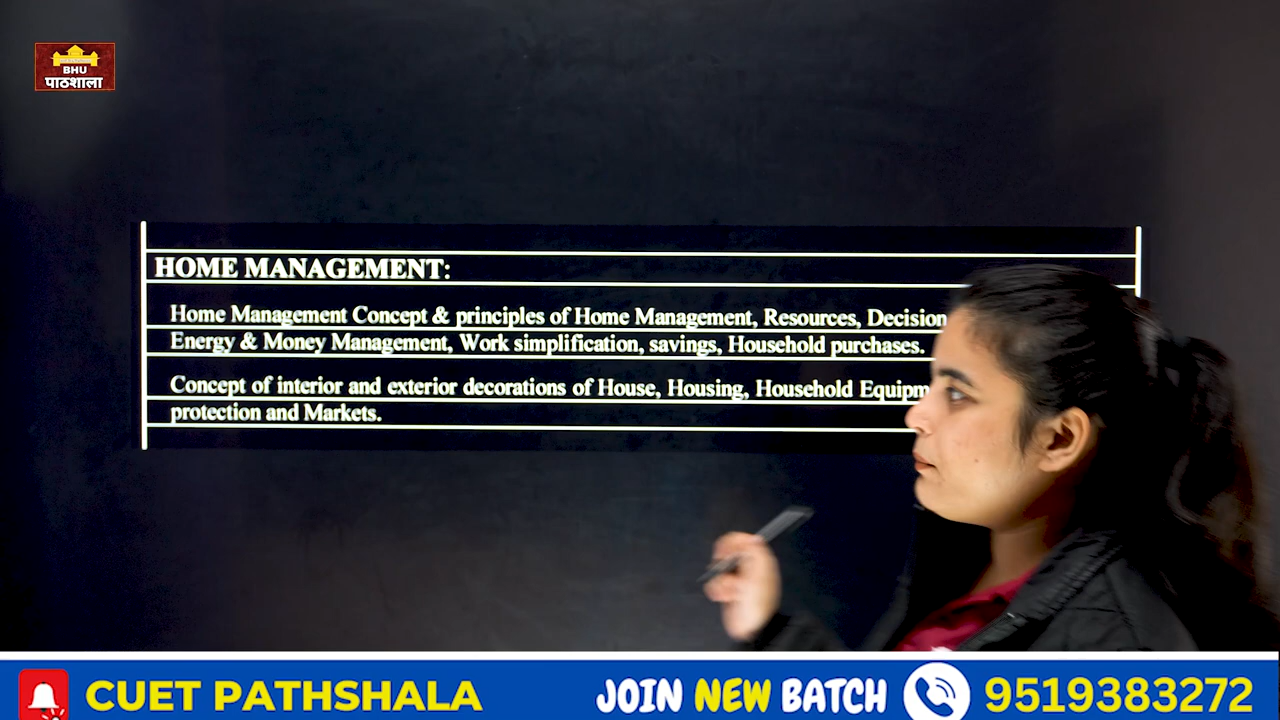 BHU
पाठशाला
HOME MANAGEMENT:
Home Management Concept & principles of Home Management, Resources, Decision
Energy & Money Management, Work simplification, savings, Household purchases.
Concept of interior and exterior decorations of House, Housing, Household
protection and Markets.
CUET PATHSHALA
JOIN NEW BATCH
9519383272